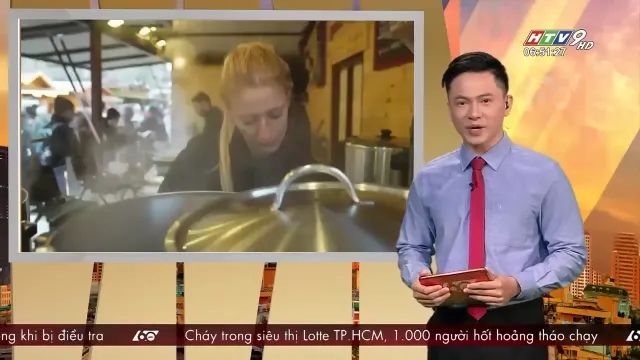 HTV9 HD
06:51:27
ng khi bị điều tra 60 Cháy trong siêu thị Lotte TP.HCM, 1.000 người hốt hoảng tháo chạy